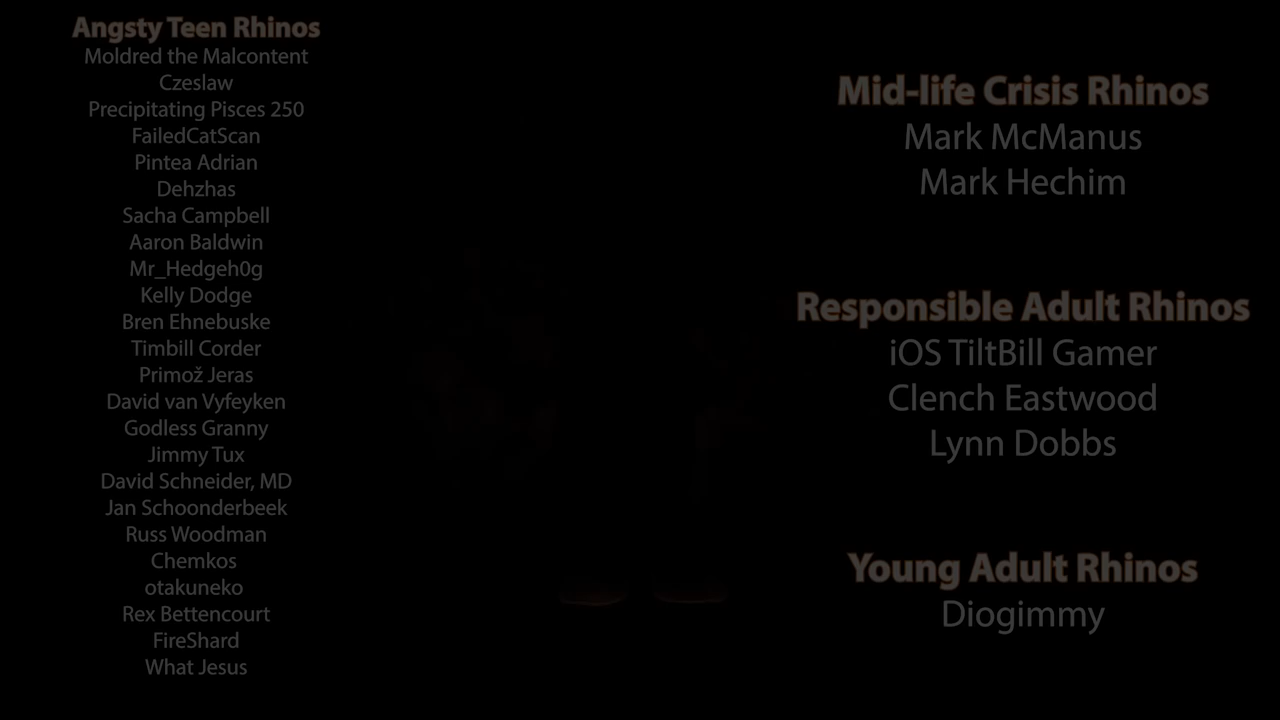 Angsty Teen Rhinos
Moldred the Malcontent
Czeslaw
Precipitating Pisces 250
FailedCatScan
Pintea Adrian
Dehzhas
Sacha Campbell
Aaron Baldwin
Mr_Hedgeh0g
Kelly Dodge
Bren Ehnebuske
Timbill Corder
Primož Jeras
David van Vyfeyken
Godless Granny
Jimmy Tux
David Schneider, MD
Jan Schoonderbeek
Russ Woodman
Chemkos
otakuneko
Rex Bettencourt
FireShard
What Jesus
Mid-life Crisis Rhinos
Mark McManus
Mark Hechim
Responsible Adult Rhinos
iOS TiltBill Gamer
Clench Eastwood
Lynn Dobbs
Young Adult Rhinos
Diogimmy